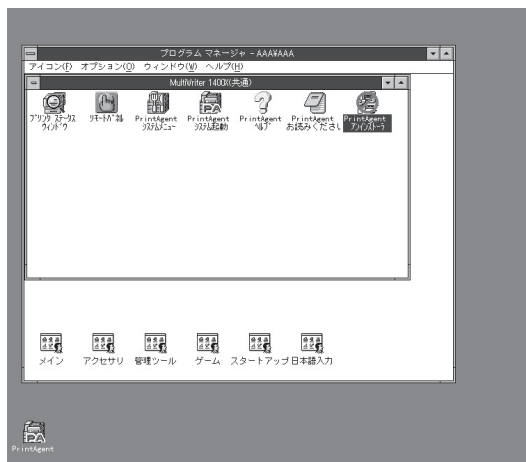 プログラム マネージャ - AAA¥AAA
アイコン(F) オプション(O) ウィンドウ(W) ヘルプ(H)
MultiWriter 1400X(共通)
プリンタ ステータス ウィンドウ
リモートパネル
PrintAgent システムメニュー
PrintAgent システム起動
PrintAgent ヘルプ
PrintAgent お読みください
PrintAgent アンインストーラ
メイン
アクセサリ
管理ツール
ゲーム
スタートアップ
日本語入力
PrintAgent